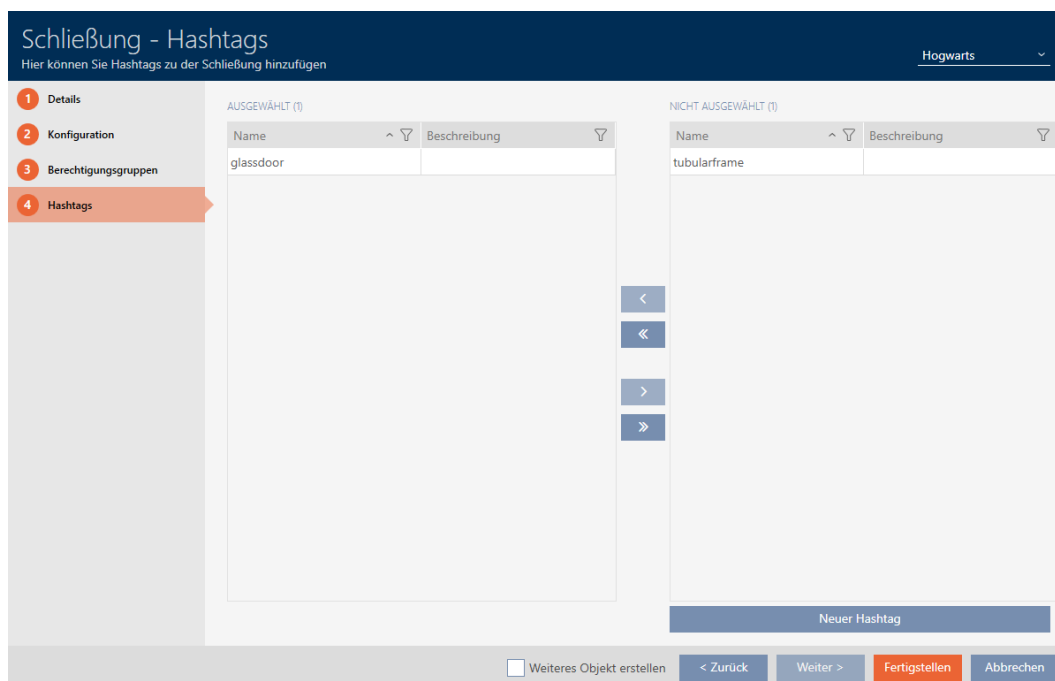 Schließung - Hashtags
Hier können Sie Hashtags zu der Schließung hinzufügen
Hogwarts
1 Details
2 Konfiguration
3 Berechtigungsgruppen
4 Hashtags
AUSGEWÄHLT (1)
Name Beschreibung
glassdoor
NICHT AUSGEWÄHLT (1)
Name Beschreibung
tubularframe
Neuer Hashtag
Weiteres Objekt erstellen
< Zurück
Weiter >
Fertigstellen
Abbrechen